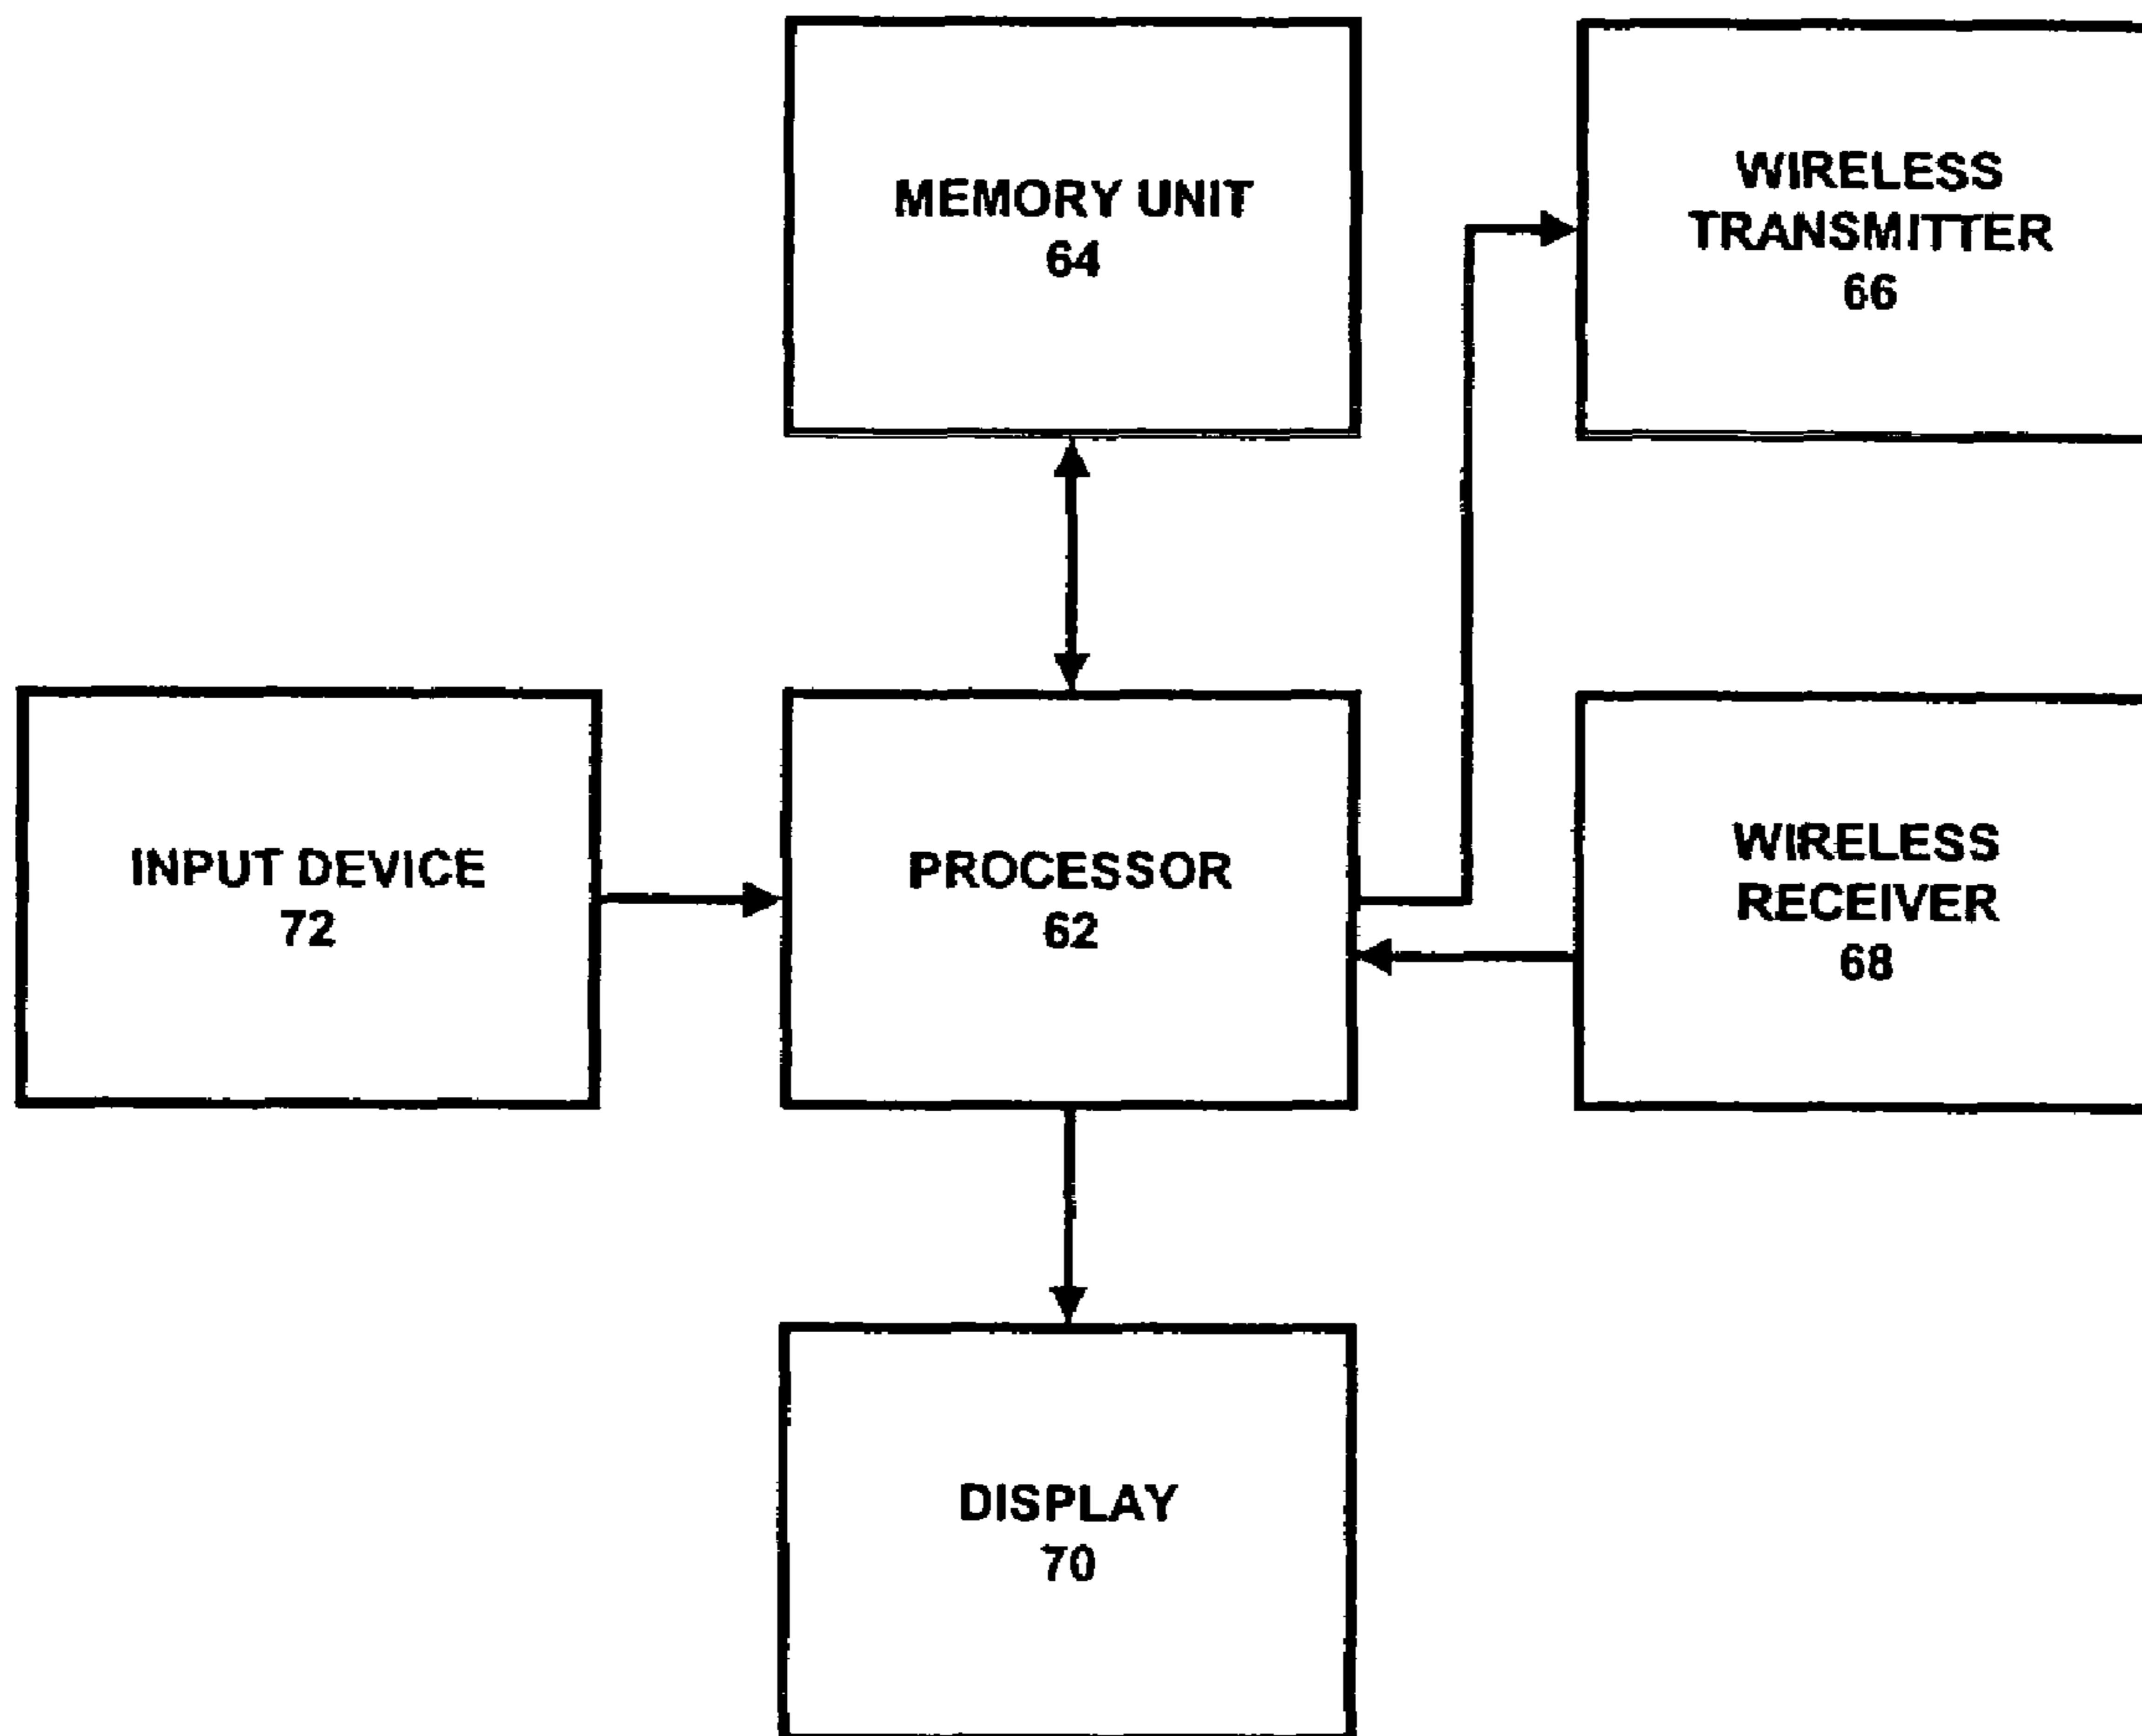 MEMORY UNIT
64
WIRELESS
TRANSMITTER
66
INPUT DEVICE
72
PROCESSOR
62
WIRELESS
RECEIVER
68
DISPLAY
70